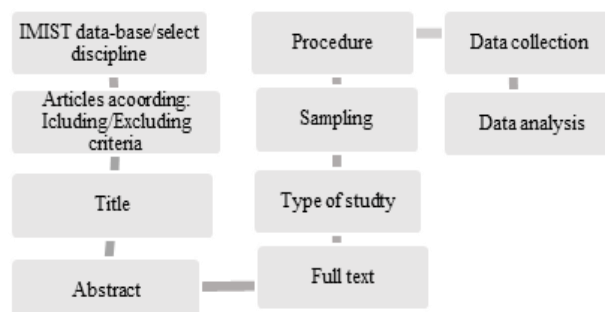 IMIST data-base/select
discipline
Articles acoording:
Icluding/Excluding
criteria
Title
Abstract
Full text
Type of studty
Sampling
Procedure
Data collection
Data analysis